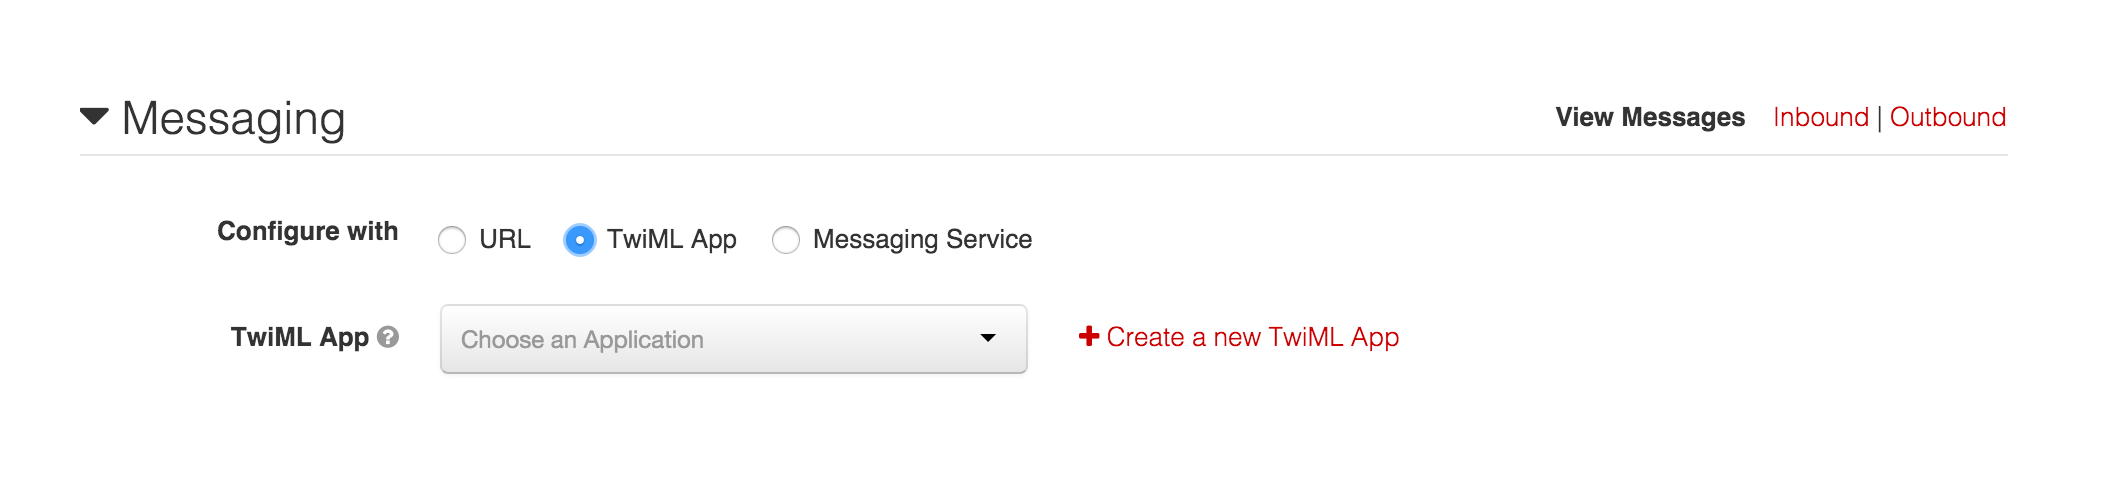 Messaging
View Messages Inbound | Outbound
Configure with URL TwiML App Messaging Service
TwiML App ? Choose an Application + Create a new TwiML App